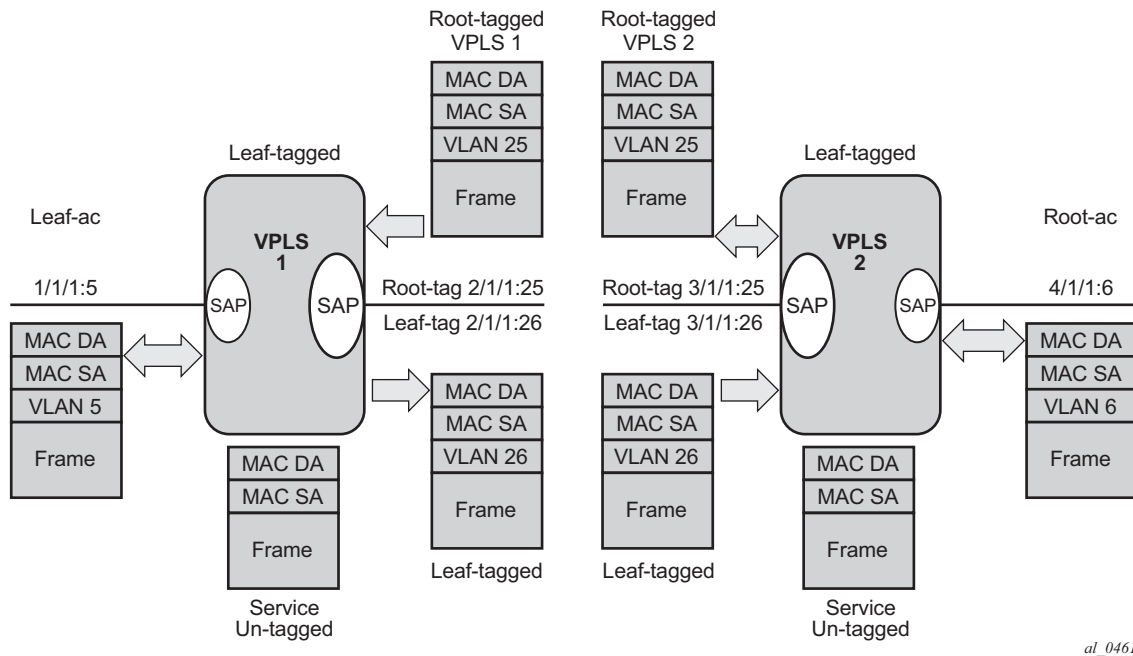 Root-tagged
VPLS 1
MAC DA
MAC SA
VLAN 25
Frame
Root-tagged
VPLS 2
MAC DA
MAC SA
VLAN 25
Frame
Leaf-tagged
Leaf-tagged
Leaf-ac
VPLS
1
VPLS
2
Root-ac
1/1/1:5
SAP
SAP
Root-tag 2/1/1:25
Leaf-tag 2/1/1:26
Root-tag 3/1/1:25
Leaf-tag 3/1/1:26
SAP
SAP
4/1/1:6
MAC DA
MAC SA
VLAN 5
Frame
MAC DA
MAC SA
VLAN 26
Frame
Leaf-tagged
MAC DA
MAC SA
VLAN 26
Frame
Leaf-tagged
MAC DA
MAC SA
VLAN 6
Frame
MAC DA
MAC SA
Frame
Service
Un-tagged
MAC DA
MAC SA
Frame
Service
Un-tagged
al_0461